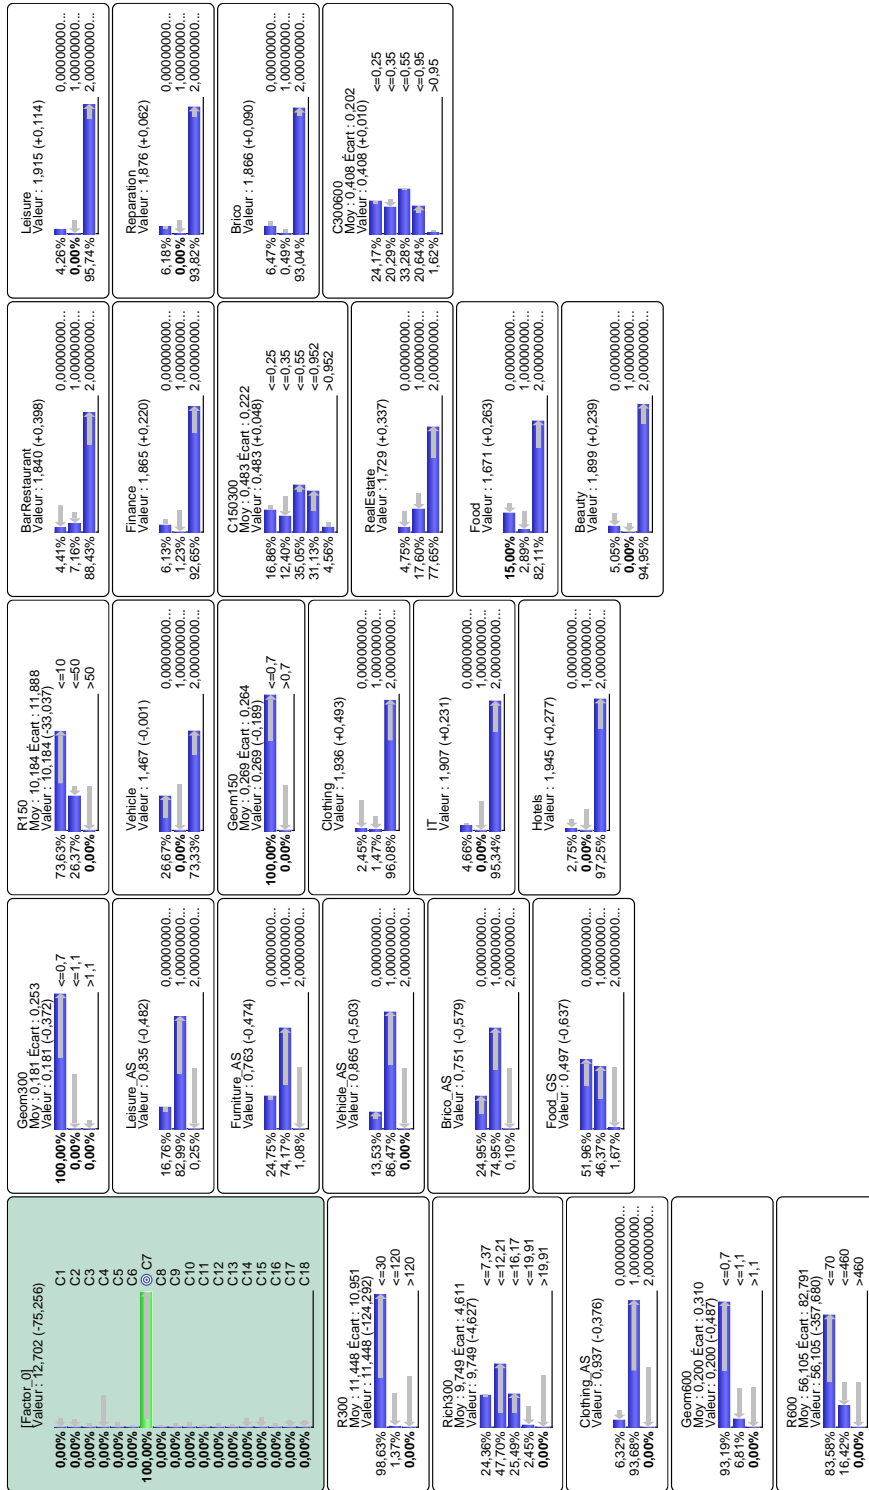 [Factor_0]
Valeur : 12,702 (-75,256)
0,00% C1
0,00% C2
0,00% C3
0,00% C4
0,00% C5
0,00% C6
100,00% C7
0,00% C8
0,00% C9
0,00% C10
0,00% C11
0,00% C12
0,00% C13
0,00% C14
0,00% C15
0,00% C16
0,00% C17
0,00% C18
R300
Moy : 11,448 Écart : 10,951
Valeur : 11,448 (-124,292)
98,63% <=30
1,37% <=120
0,00% >120
Rich300
Moy : 9,749 Écart : 4,611
Valeur : 9,749 (-4,627)
24,36% <=7,37
47,70% <=12,21
25,49% <=16,17
2,45% <=19,91
0,00% >19,91
Clothing_AS
Valeur : 0,937 (-0,376)
6,32% 0,00000000...
93,68% 1,00000000...
0,00% 2,00000000...
Geom600
Moy : 0,200 Écart : 0,310
Valeur : 0,200 (-0,487)
93,19% <=0,7
6,81% <=1,1
0,00% >1,1
R600
Moy : 56,105 Écart : 82,791
Valeur : 56,105 (-357,680)
83,58% <=70
16,42% <=460
0,00% >460
Geom300
Moy : 0,181 Écart : 0,253
Valeur : 0,181 (-0,372)
100,00% <=0,7
0,00% <=1,1
0,00% >1,1
Leisure_AS
Valeur : 0,835 (-0,482)
16,76% 0,00000000...
82,99% 1,00000000...
0,25% 2,00000000...
Furniture_AS
Valeur : 0,763 (-0,474)
24,75% 0,00000000...
74,17% 1,00000000...
1,08% 2,00000000...
Vehicle_AS
Valeur : 0,865 (-0,503)
13,53% 0,00000000...
86,47% 1,00000000...
0,00% 2,00000000...
Brico_AS
Valeur : 0,751 (-0,579)
24,95% 0,00000000...
74,95% 1,00000000...
0,10% 2,00000000...
Food_GS
Valeur : 0,497 (-0,637)
51,96% 0,00000000...
46,37% 1,00000000...
1,67% 2,00000000...
R150
Moy : 10,184 Écart : 11,888
Valeur : 10,184 (-33,037)
73,63% <=10
26,37% <=50
0,00% >50
Vehicle
Valeur : 1,467 (-0,001)
26,67% 0,00000000...
0,00% 1,00000000...
73,33% 2,00000000...
Geom150
Moy : 0,269 Écart : 0,264
Valeur : 0,269 (-0,189)
100,00% <=0,7
0,00% >0,7
Clothing
Valeur : 1,936 (+0,493)
2,45% 0,00000000...
1,47% 1,00000000...
96,08% 2,00000000...
IT
Valeur : 1,907 (+0,231)
4,66% 0,00000000...
0,00% 1,00000000...
95,34% 2,00000000...
Hotels
Valeur : 1,945 (+0,277)
2,75% 0,00000000...
0,00% 1,00000000...
97,25% 2,00000000...
BarRestaurant
Valeur : 1,840 (+0,398)
4,41% 0,00000000...
7,16% 1,00000000...
88,43% 2,00000000...
Finance
Valeur : 1,865 (+0,220)
6,13% 0,00000000...
1,23% 1,00000000...
92,65% 2,00000000...
C150300
Moy : 0,483 Écart : 0,222
Valeur : 0,483 (+0,048)
16,86% <=0,25
12,40% <=0,35
35,05% <=0,55
31,13% <=0,952
4,56% >0,952
RealEstate
Valeur : 1,729 (+0,337)
4,75% 0,00000000...
17,60% 1,00000000...
77,65% 2,00000000...
Food
Valeur : 1,671 (+0,263)
15,00% 0,00000000...
2,89% 1,00000000...
82,11% 2,00000000...
Beauty
Valeur : 1,899 (+0,239)
5,05% 0,00000000...
0,00% 1,00000000...
94,95% 2,00000000...
Leisure
Valeur : 1,915 (+0,114)
4,26% 0,00000000...
0,00% 1,00000000...
95,74% 2,00000000...
Reparation
Valeur : 1,876 (+0,062)
6,18% 0,00000000...
0,00% 1,00000000...
93,82% 2,00000000...
Brico
Valeur : 1,866 (+0,090)
6,47% 0,00000000...
0,49% 1,00000000...
93,04% 2,00000000...
C300600
Moy : 0,408 Écart : 0,202
Valeur : 0,408 (+0,010)
24,17% <=0,25
20,29% <=0,35
33,28% <=0,55
20,64% <=0,95
1,62% >0,95